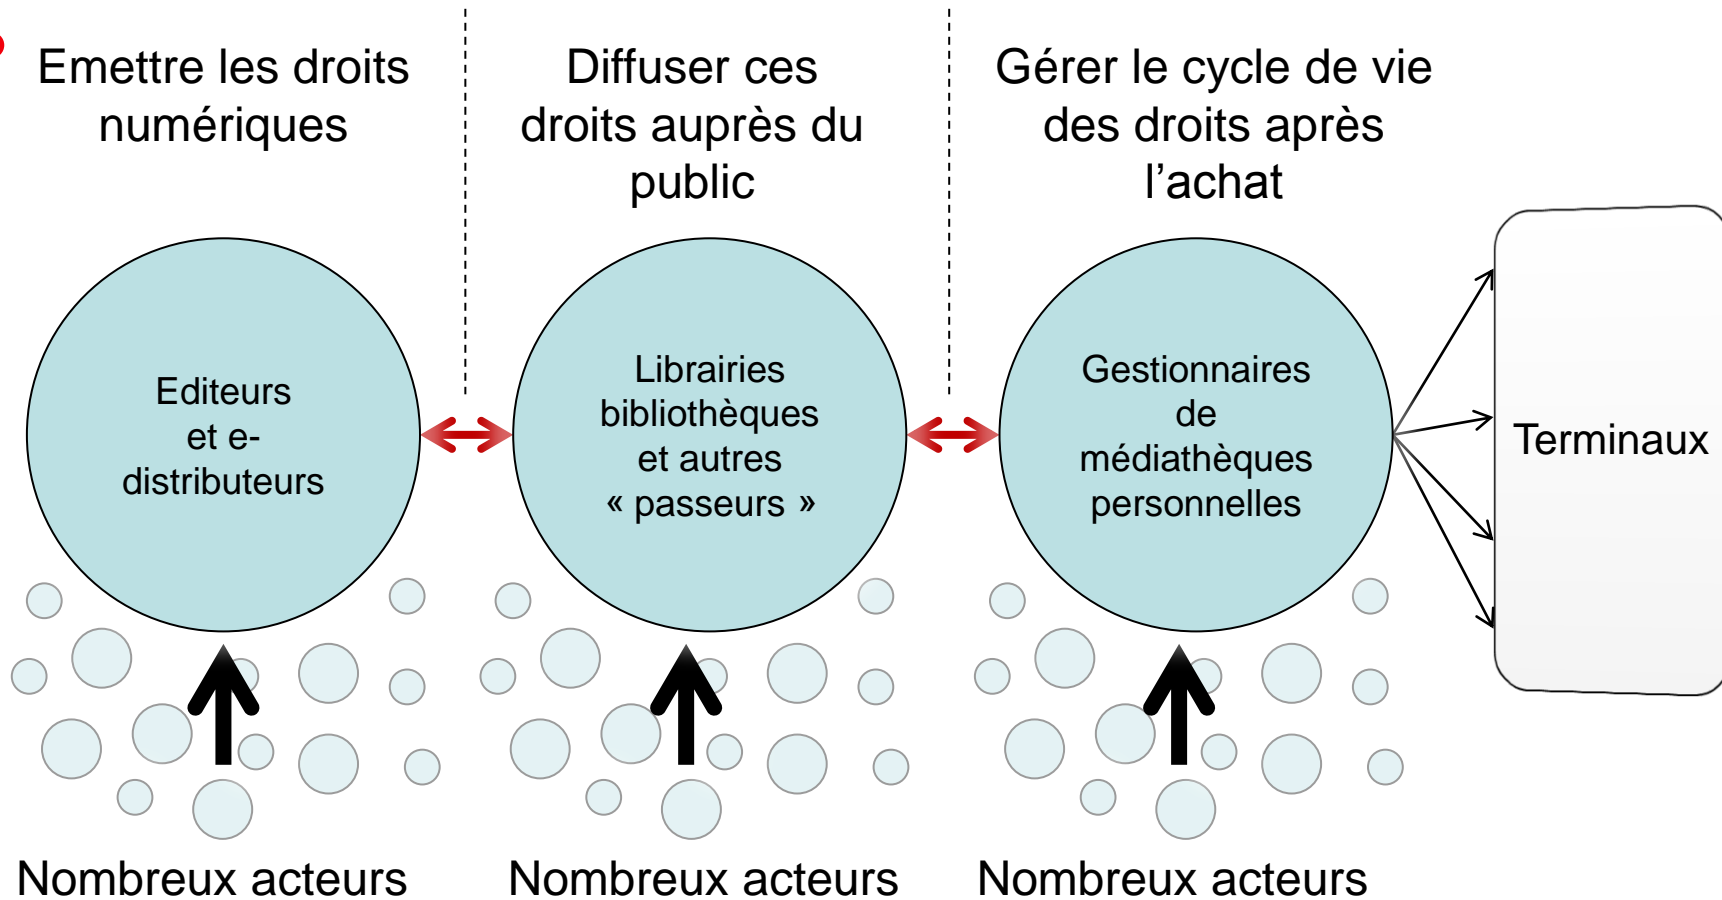 Emettre les droits
numériques
Diffuser ces
droits auprès du
public
Gérer le cycle de vie
des droits après
l’achat
Editeurs
et e-
distributeurs
Librairies
bibliothèques
et autres
« passeurs »
Gestionnaires
de
médiathèques
personnelles
Terminaux
Nombreux acteurs
Nombreux acteurs
Nombreux acteurs